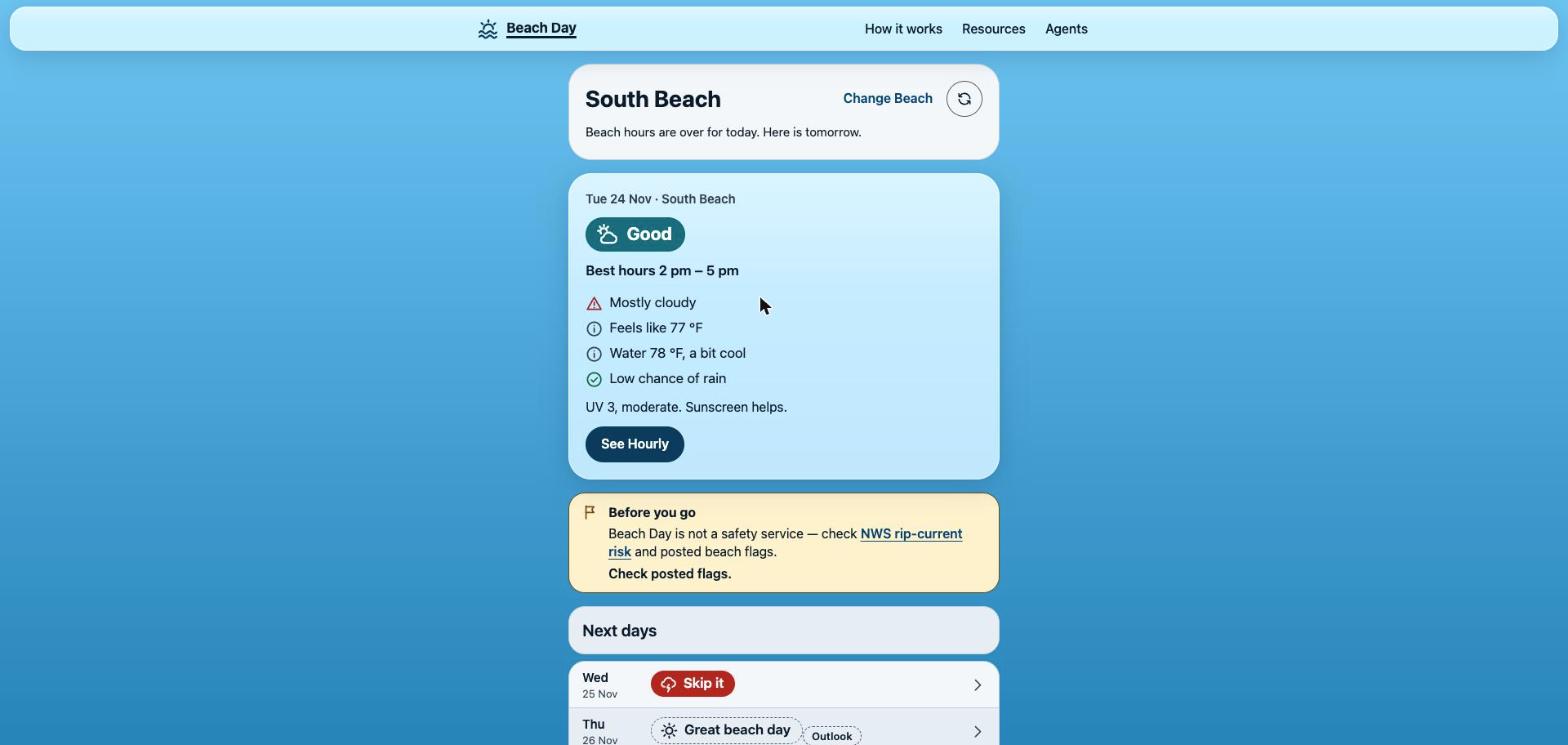 Beach Day
How it works
Resources
Agents
South Beach
Change Beach
Beach hours are over for today. Here is tomorrow.
Tue 24 Nov · South Beach
Good
Best hours 2 pm – 5 pm
Mostly cloudy
Feels like 77 °F
Water 78 °F, a bit cool
Low chance of rain
UV 3, moderate. Sunscreen helps.
See Hourly
Before you go
Beach Day is not a safety service — check NWS rip-current
risk and posted beach flags.
Check posted flags.
Next days
Wed
25 Nov
Skip it
Thu
26 Nov
Great beach day
Outlook